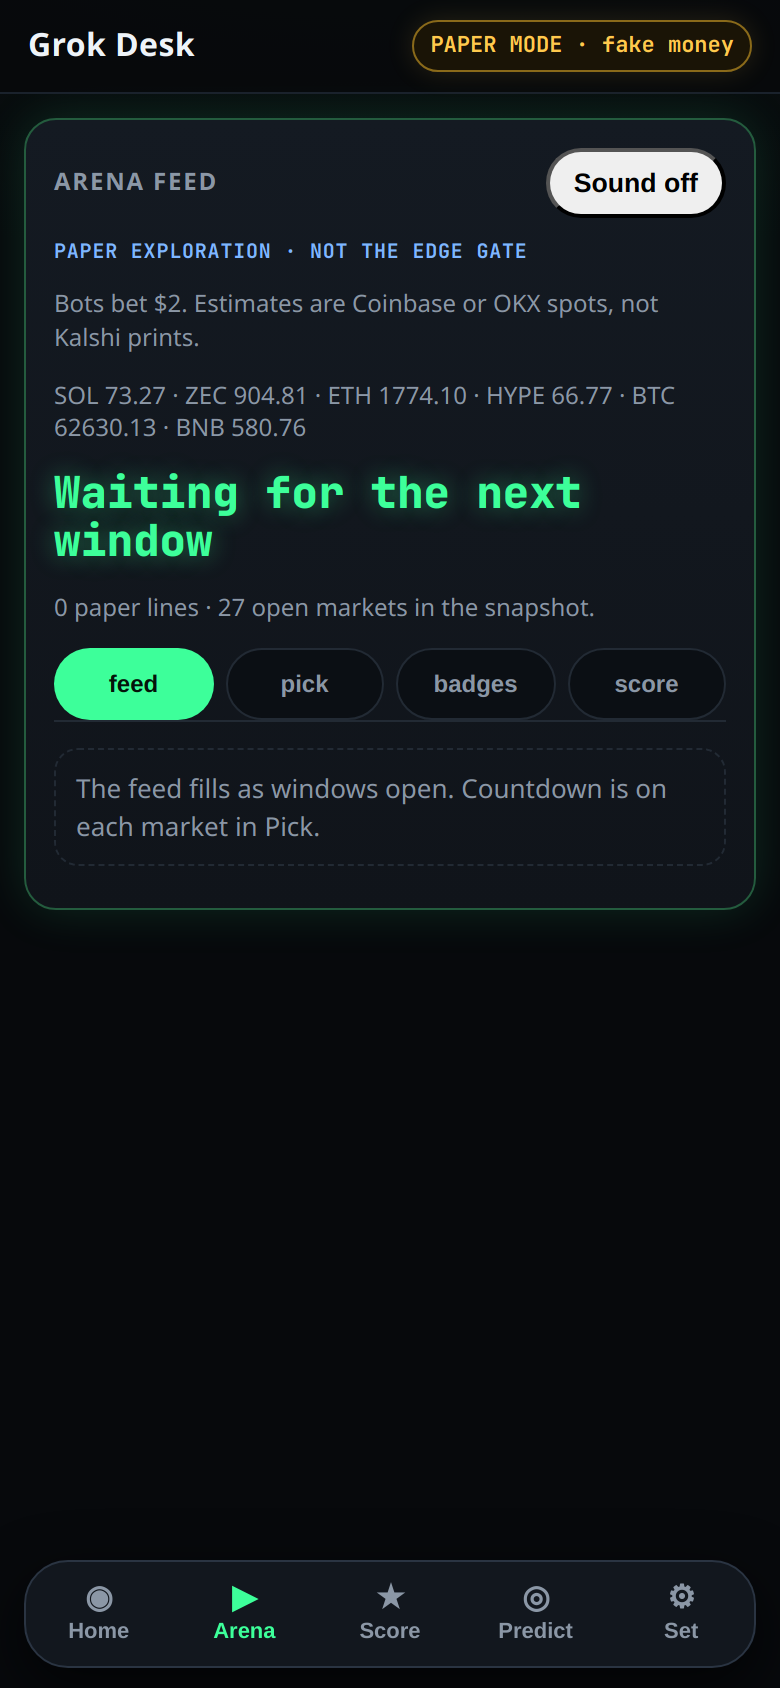 Grok Desk
PAPER MODE · fake money
ARENA FEED
Sound off
PAPER EXPLORATION · NOT THE EDGE GATE
Bots bet $2. Estimates are Coinbase or OKX spots, not
Kalshi prints.
SOL 73.27 · ZEC 904.81 · ETH 1774.10 · HYPE 66.77 · BTC
62630.13 · BNB 580.76
Waiting for the next
window
0 paper lines · 27 open markets in the snapshot.
feed
pick
badges
score
The feed fills as windows open. Countdown is on
each market in Pick.
Home
Arena
Score
Predict
Set